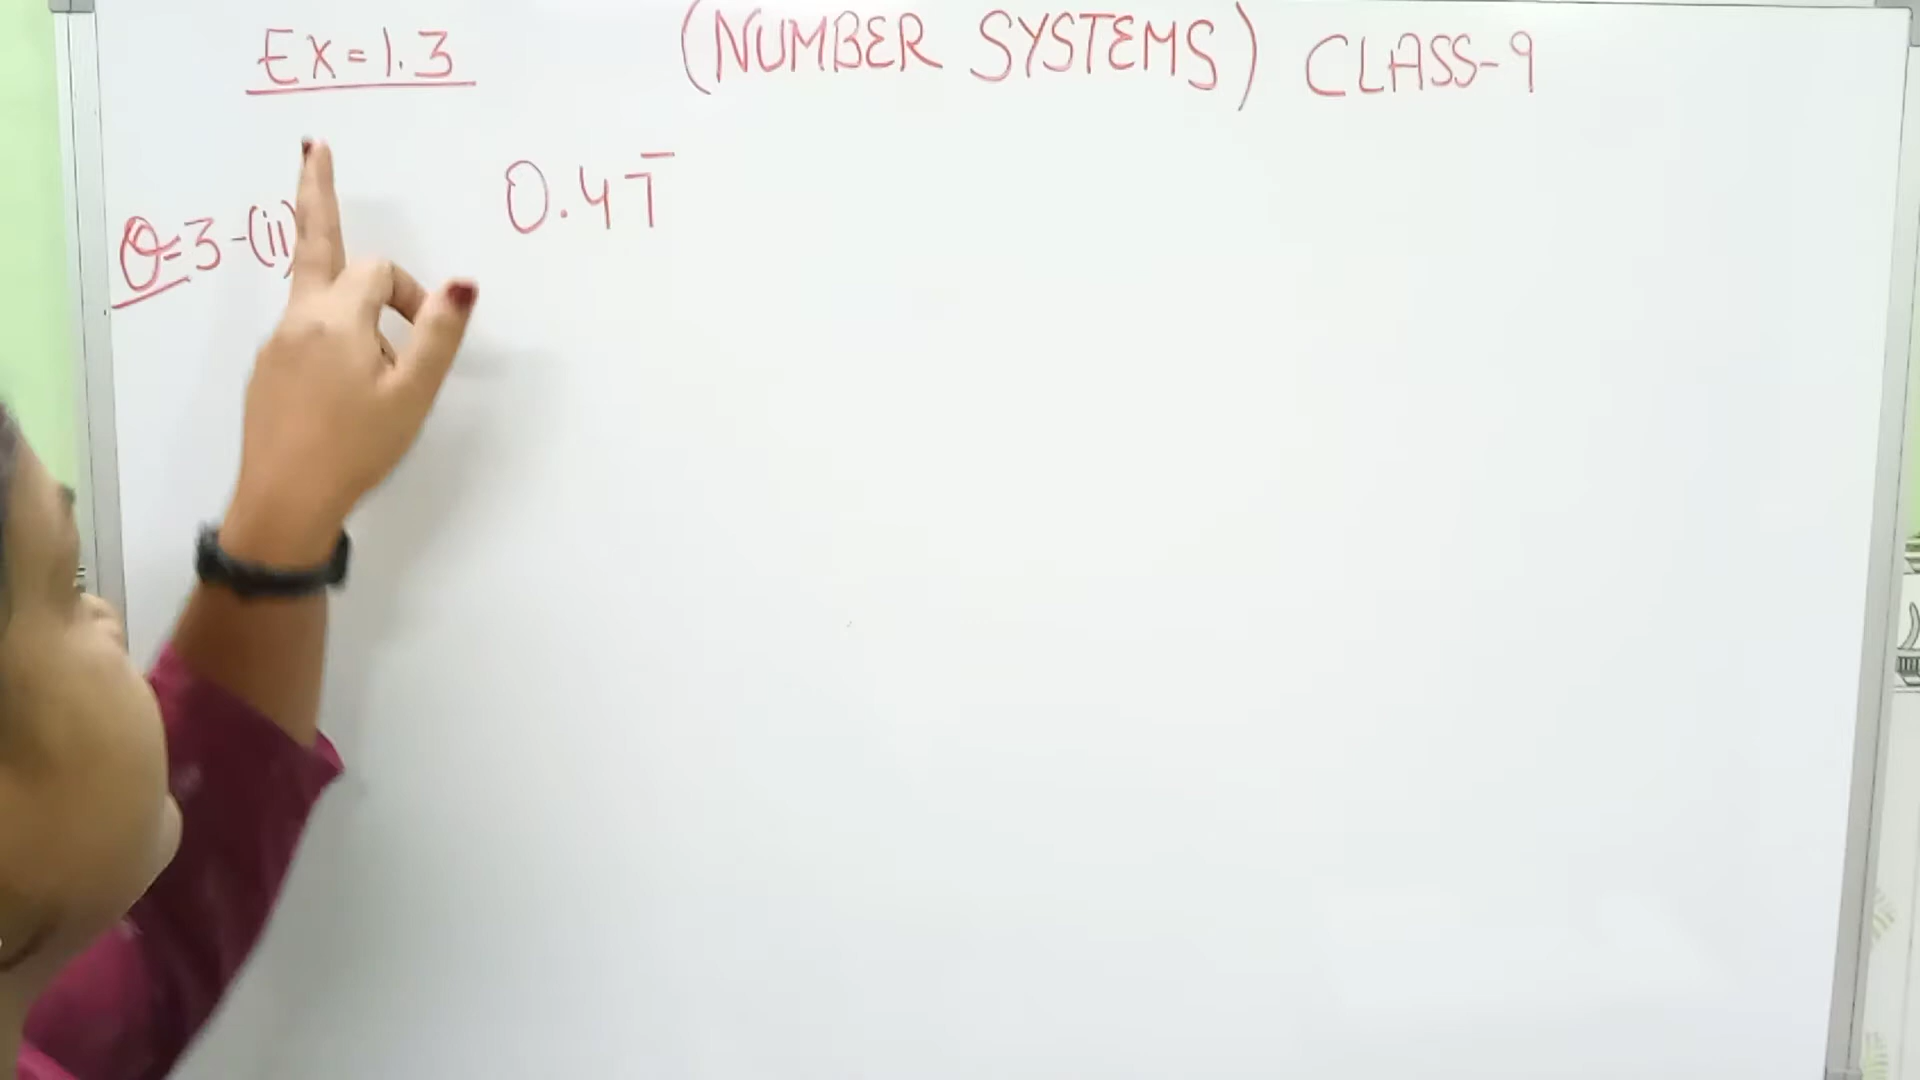 EX=1.3 (NUMBER SYSTEMS) CLASS-9
Q=3-(ii) 0.47̅